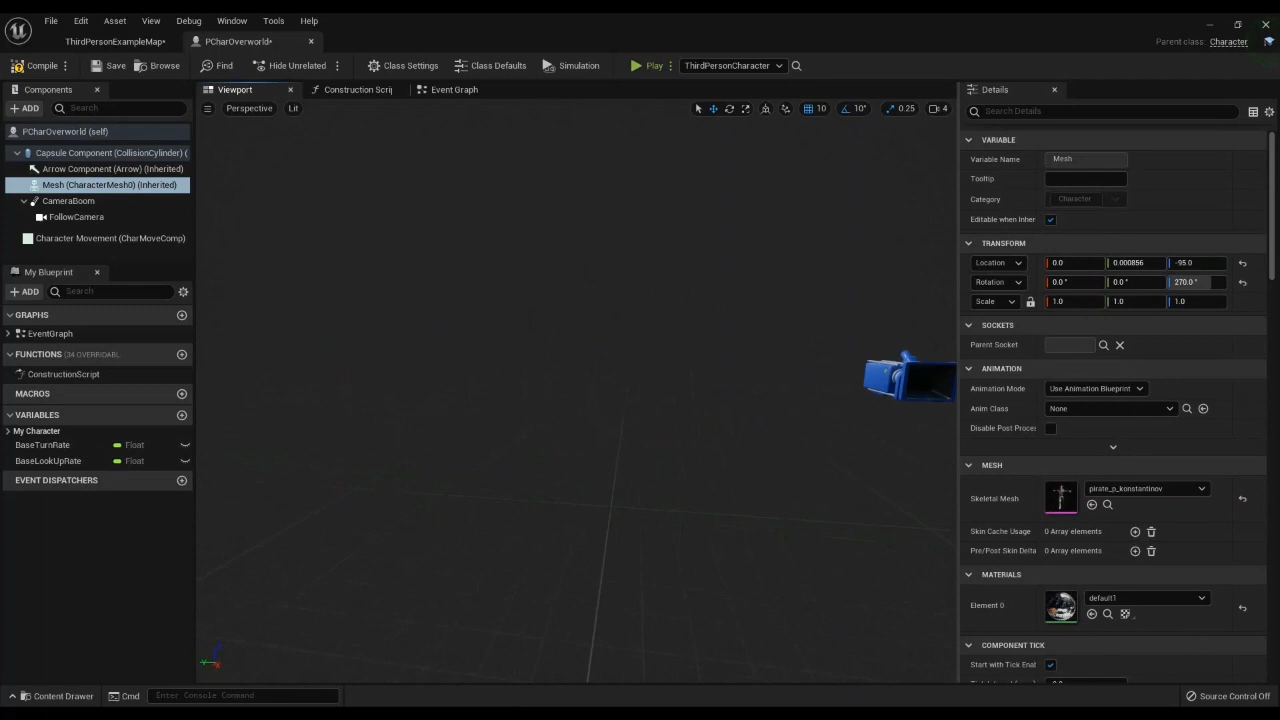 File Edit Asset View Window Debug Tools Help
ThirdPersonExampleMap*
PCharOverworld*
Parent class: Character
Compile
Save
Browse
Find
Hide Unrelated
Class Settings
Class Defaults
Simulation
Play
ThirdPersonCharacter
Components
ADD
Search
PCharOverworld (self)
Capsule Component (CollisionCylinder) (
Arrow Component (Arrow) (Inherited)
Mesh (CharacterMesh0) (Inherited)
CameraBoom
FollowCamera
Character Movement (CharMoveComp)
My Blueprint
ADD
Search
GRAPHS
EventGraph
FUNCTIONS (34 OVERRIDABL
ConstructionScript
MACROS
VARIABLES
My Character
BaseTurnRate Float
BaseLookUpRate Float
EVENT DISPATCHERS
Viewport
Construction Scrip
Event Graph
Perspective
Lit
10
10°
0.25
4
Details
Search Details
VARIABLE
Variable Name Mesh
Tooltip
Category Character
Editable when Inher
TRANSFORM
Location 0.0 0.000856 -95.0
Rotation 0.0 ° 0.0 ° 270.0 °
Scale 1.0 1.0 1.0
SOCKETS
Parent Socket
ANIMATION
Animation Mode Use Animation Blueprint
Anim Class None
Disable Post Proces
MESH
Skeletal Mesh pirate_p_konstantinov
Skin Cache Usage 0 Array elements
Pre/Post Skin Delta 0 Array elements
MATERIALS
Element 0 default1
COMPONENT TICK
Start with Tick Enat
Content Drawer
Cmd
Enter Console Command
Source Control Off